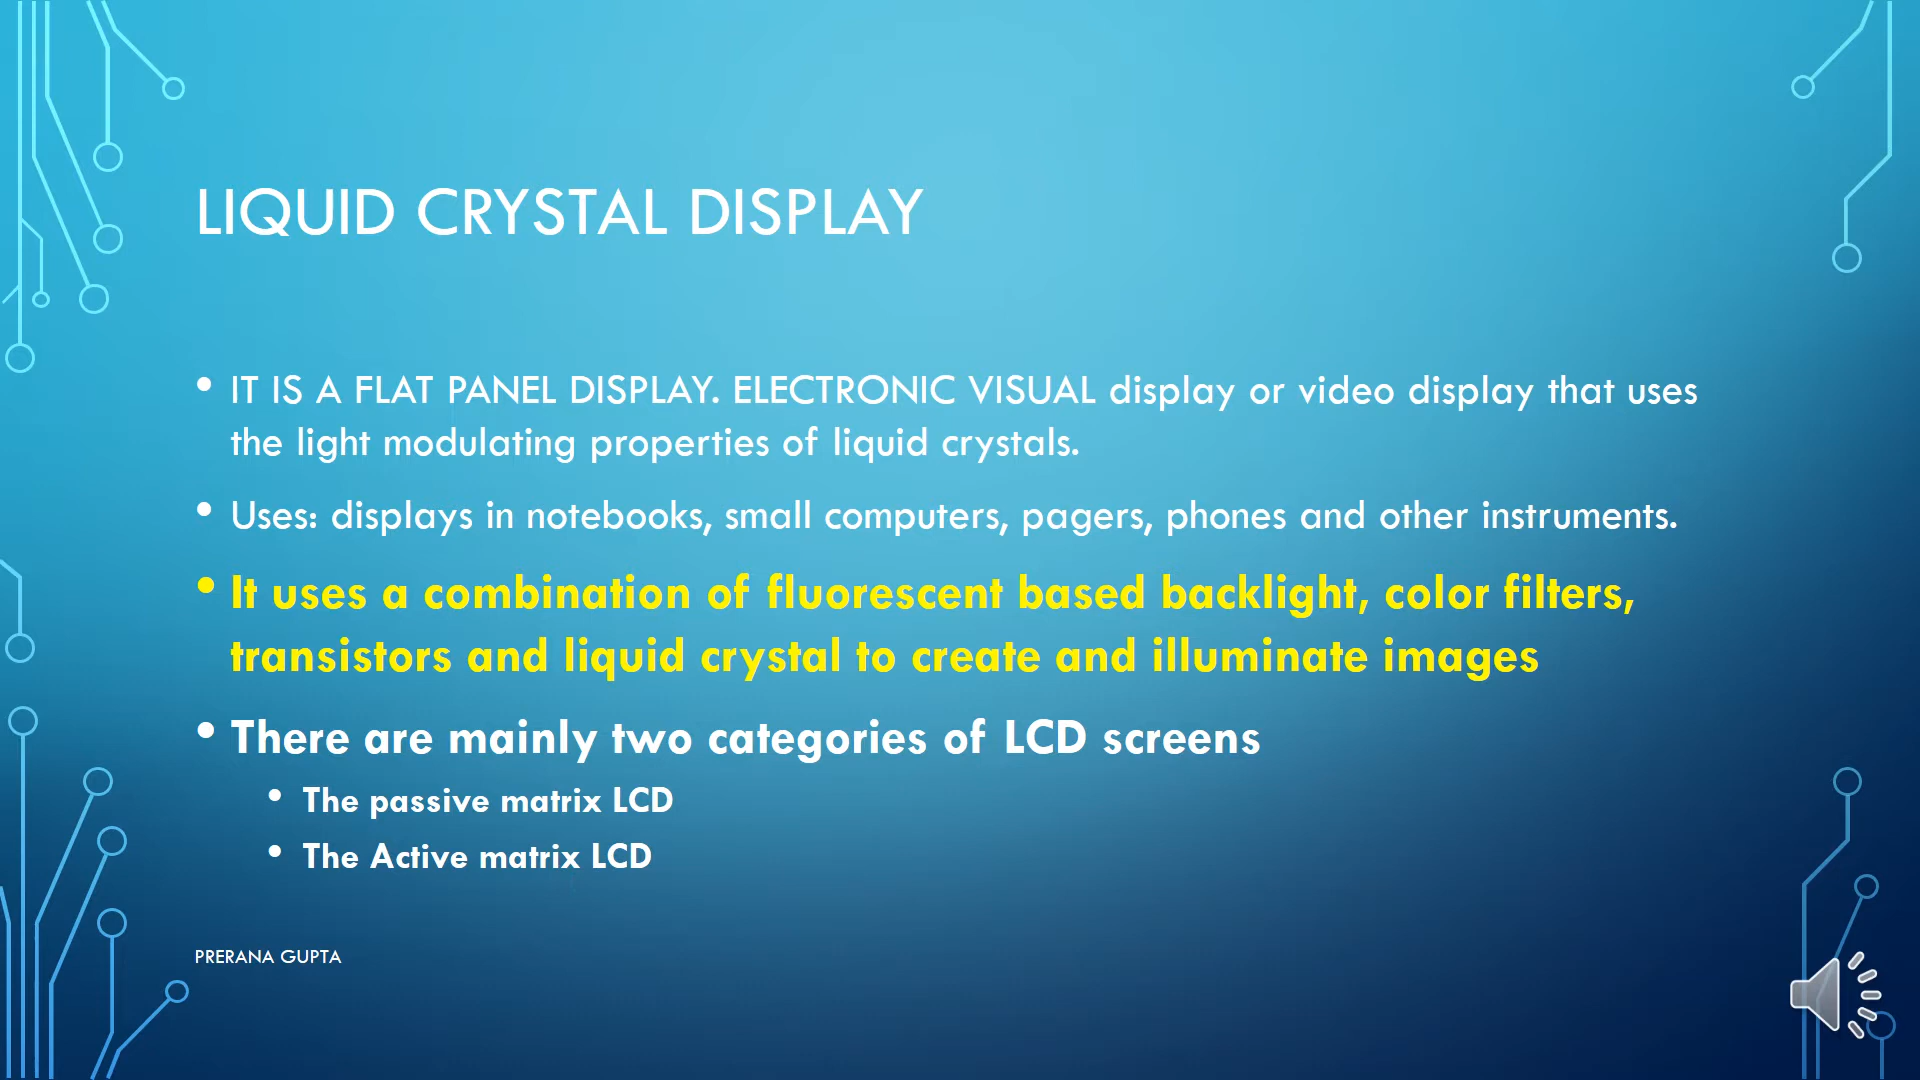 LIQUID CRYSTAL DISPLAY
• IT IS A FLAT PANEL DISPLAY. ELECTRONIC VISUAL display or video display that uses
the light modulating properties of liquid crystals.
• Uses: displays in notebooks, small computers, pagers, phones and other instruments.
• It uses a combination of fluorescent based backlight, color filters,
transistors and liquid crystal to create and illuminate images
• There are mainly two categories of LCD screens
• The passive matrix LCD
• The Active matrix LCD
PRERANA GUPTA